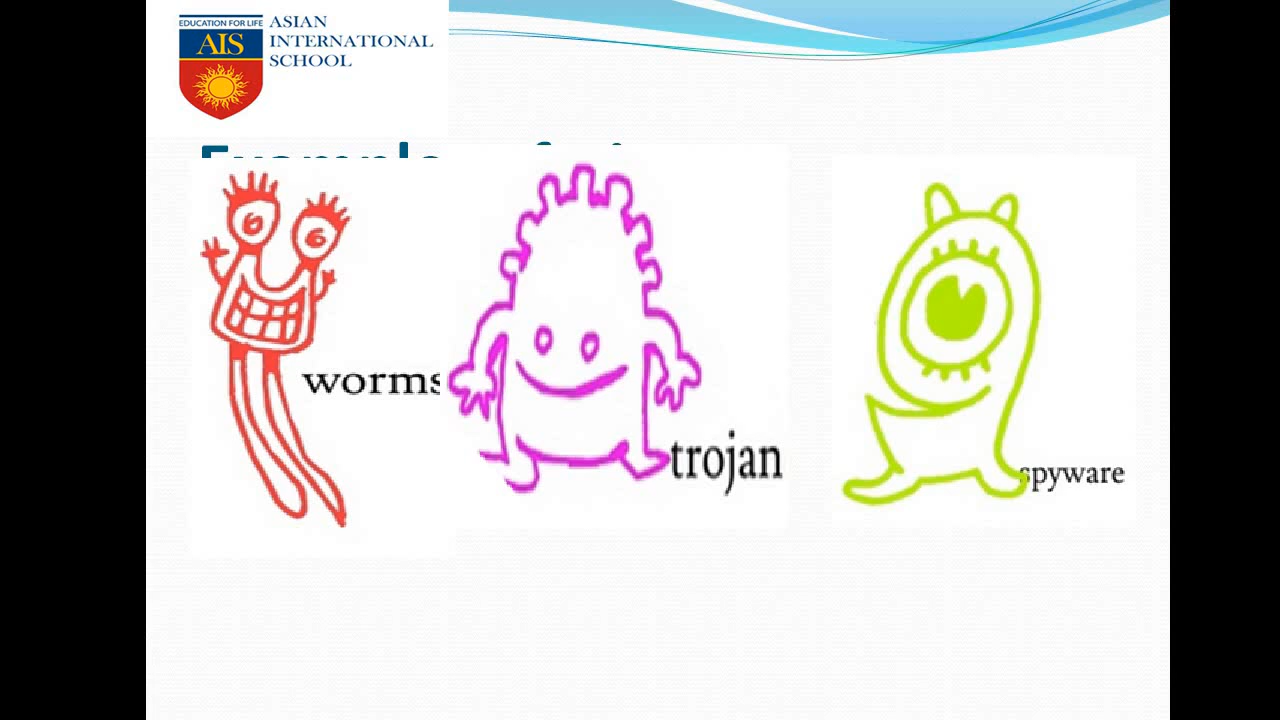 EDUCATION FOR LIFE
AIS
ASIAN
INTERNATIONAL
SCHOOL
worms
trojan
spyware